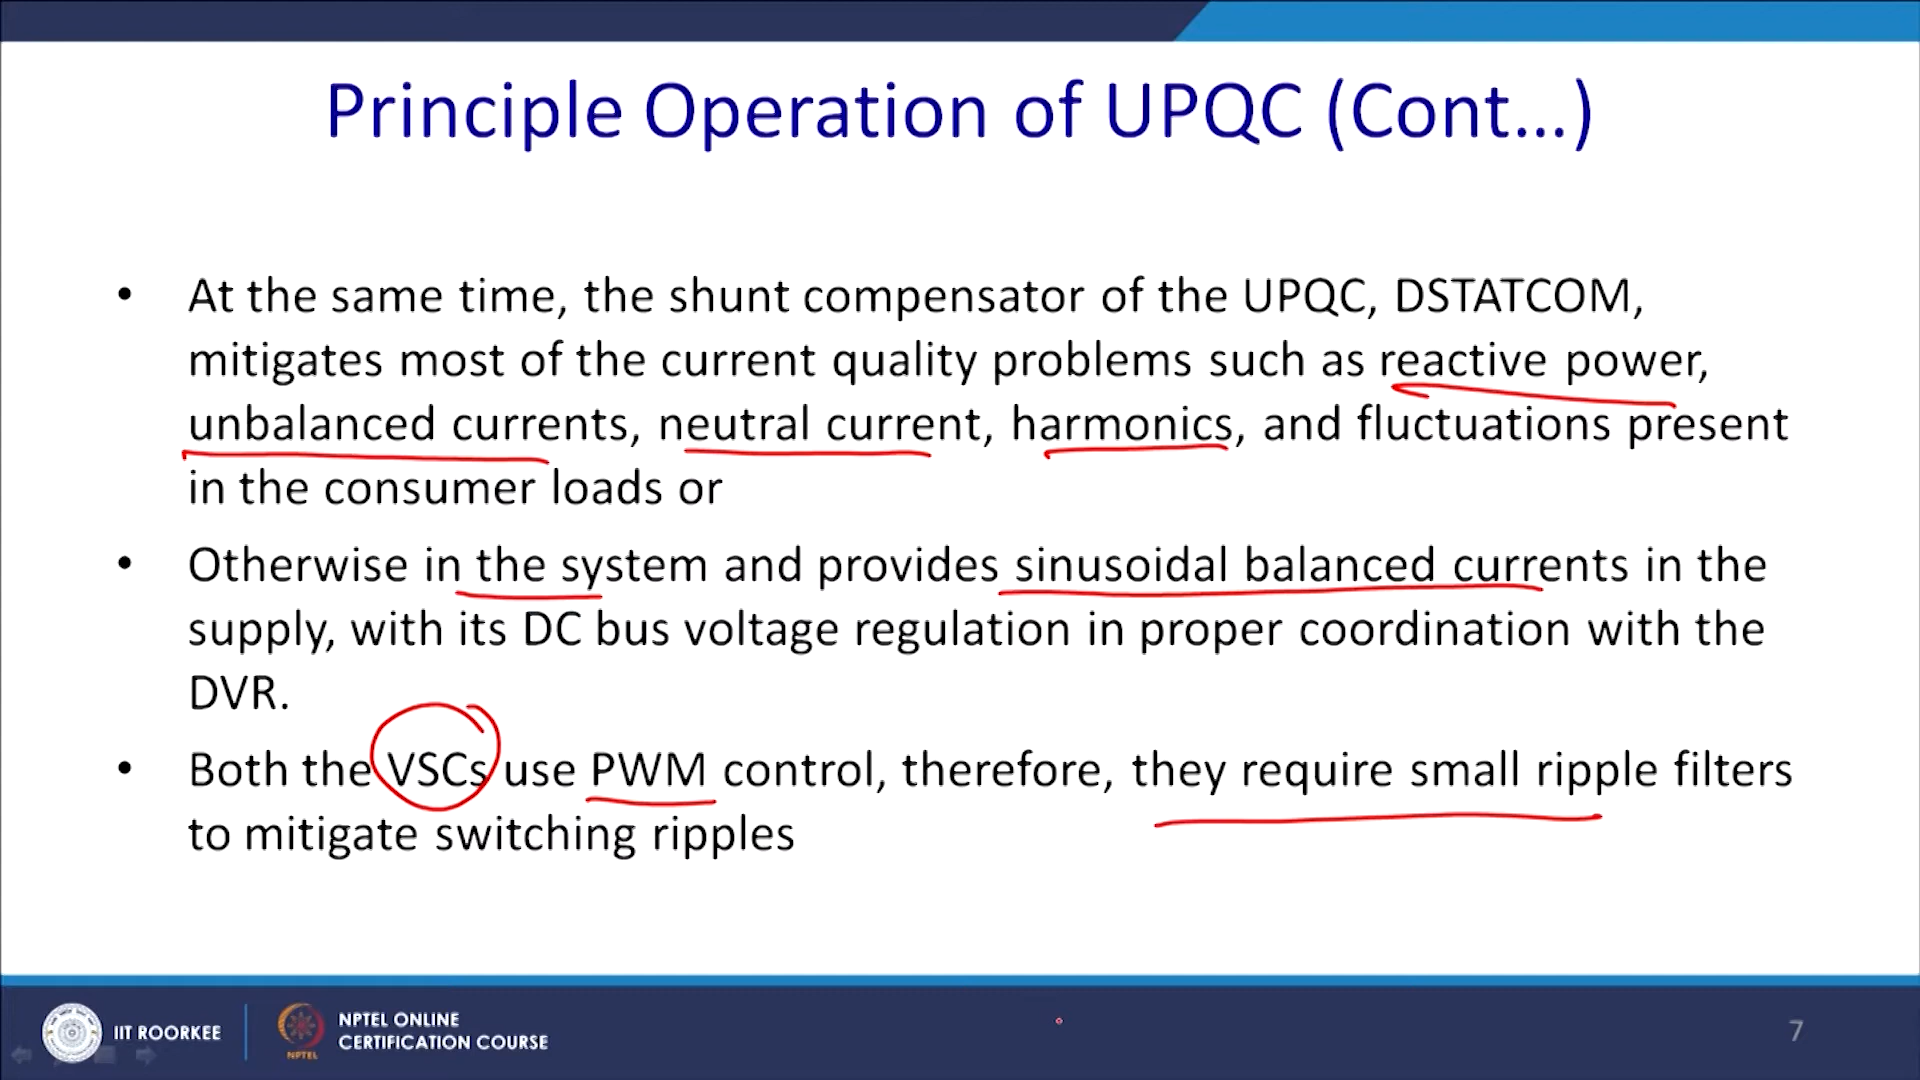 Principle Operation of UPQC (Cont...)
• At the same time, the shunt compensator of the UPQC, DSTATCOM,
mitigates most of the current quality problems such as reactive power,
unbalanced currents, neutral current, harmonics, and fluctuations present
in the consumer loads or
• Otherwise in the system and provides sinusoidal balanced currents in the
supply, with its DC bus voltage regulation in proper coordination with the
DVR.
• Both the VSCs use PWM control, therefore, they require small ripple filters
to mitigate switching ripples
IIT ROORKEE
NPTEL
NPTEL ONLINE
CERTIFICATION COURSE
7